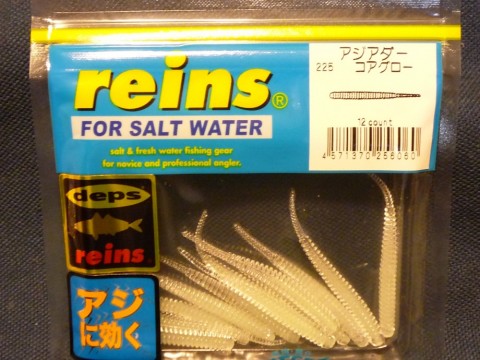 reins®
FOR SALT WATER
salt & fresh water fishing gear
for novice and professional angler.
アジアダー
225 コアグロー
12 count
4 571370 256060
deps
reins
アジ
に効く